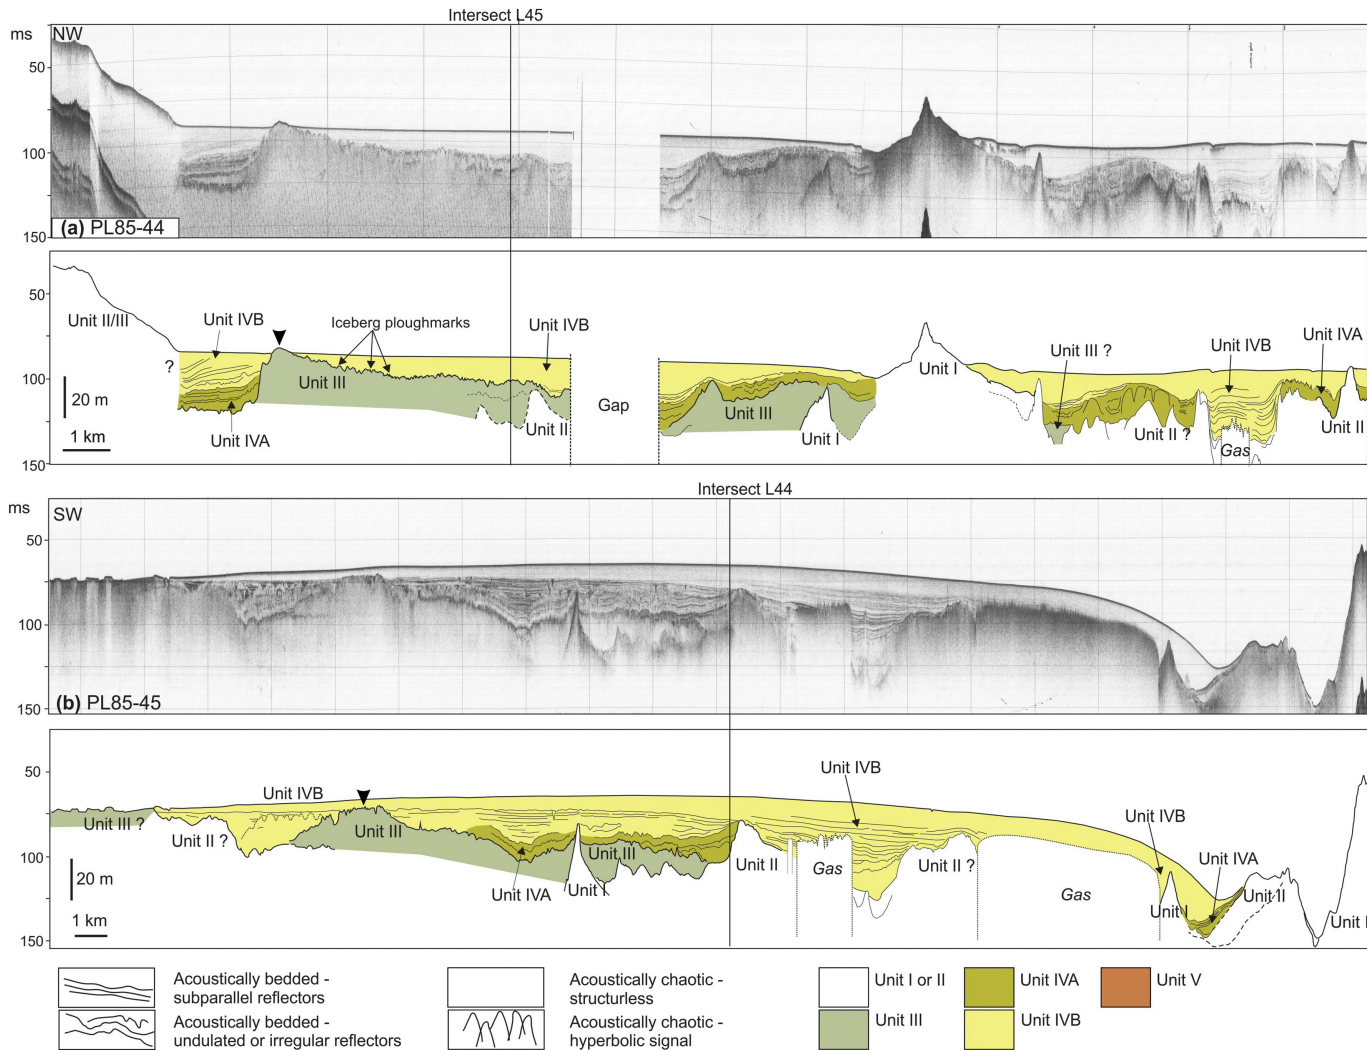 Intersect L45
ms
NW
50
100
150
(a) PL85-44
50
100
150
Unit II/III
Unit IVB
Iceberg ploughmarks
Unit IVB
?
Unit III
20 m
1 km
Unit IVA
Unit II
Gap
Unit III
Unit I
Unit I
Unit III ?
Unit IVB
Unit IVA
Unit II ?
Gas
Unit II
Intersect L44
ms
SW
50
100
150
(b) PL85-45
50
100
150
Unit III ?
Unit IVB
Unit II ?
Unit III
20 m
1 km
Unit IVA
Unit I
Unit III
Unit II
Gas
Unit IVB
Unit II ?
Gas
Unit IVB
Unit IVA
Unit I
Unit II
Unit I
Acoustically bedded -
subparallel reflectors
Acoustically bedded -
undulated or irregular reflectors
Acoustically chaotic -
structureless
Acoustically chaotic -
hyperbolic signal
Unit I or II
Unit III
Unit IVA
Unit IVB
Unit V